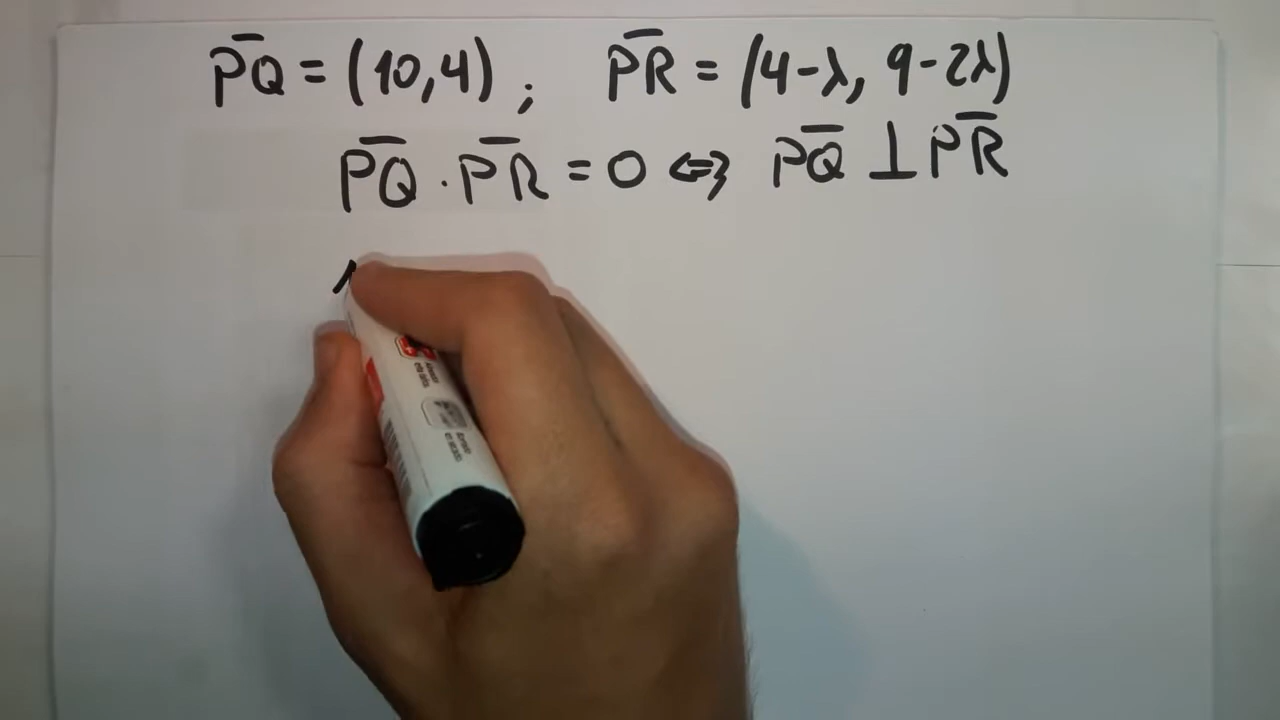 P̅Q̅ = (10,4) ; P̅R̅ = (4-λ, 9-2λ)
P̅Q̅ · P̅R̅ = 0 ⇔ P̅Q̅ ⊥ P̅R̅